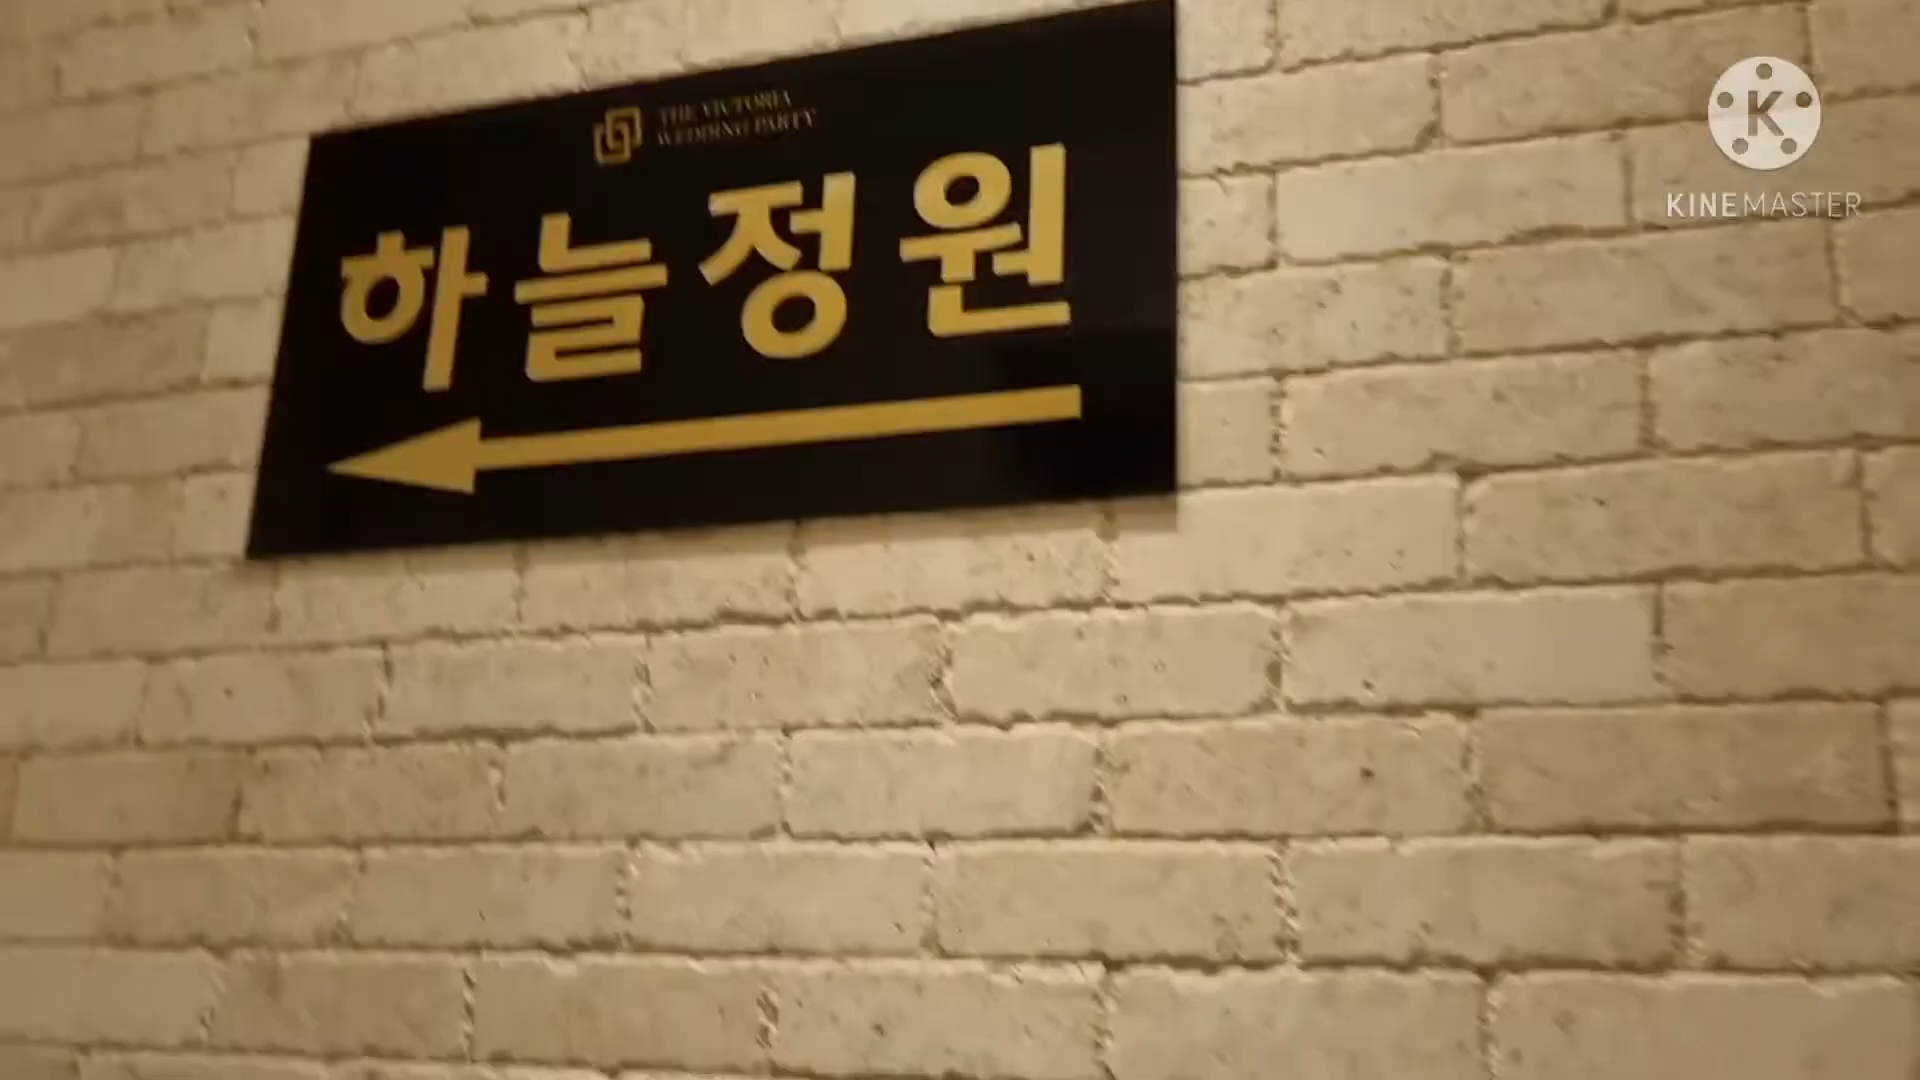 THE VICTORIA
WEDDING PARTY
하늘정원
K
KINEMASTER